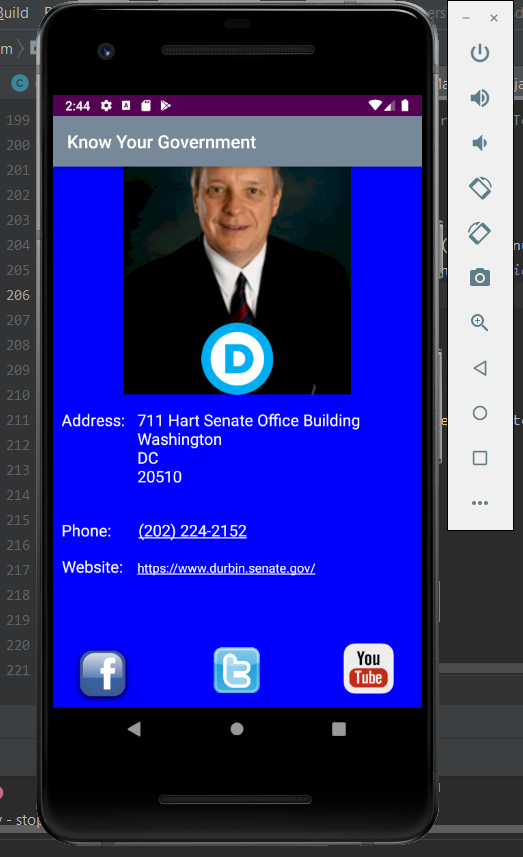 Build
m
199
2:44
Know Your Government
200
201
202
203
204
205
206
207
208
209
210
D
211
Address: 711 Hart Senate Office Building
Washington
212
DC
213
20510
214
215
Phone: (202) 224-2152
216
217
Website: https://www.durbin.senate.gov/
218
219
220
221
f
t
You
Tube
y - stop